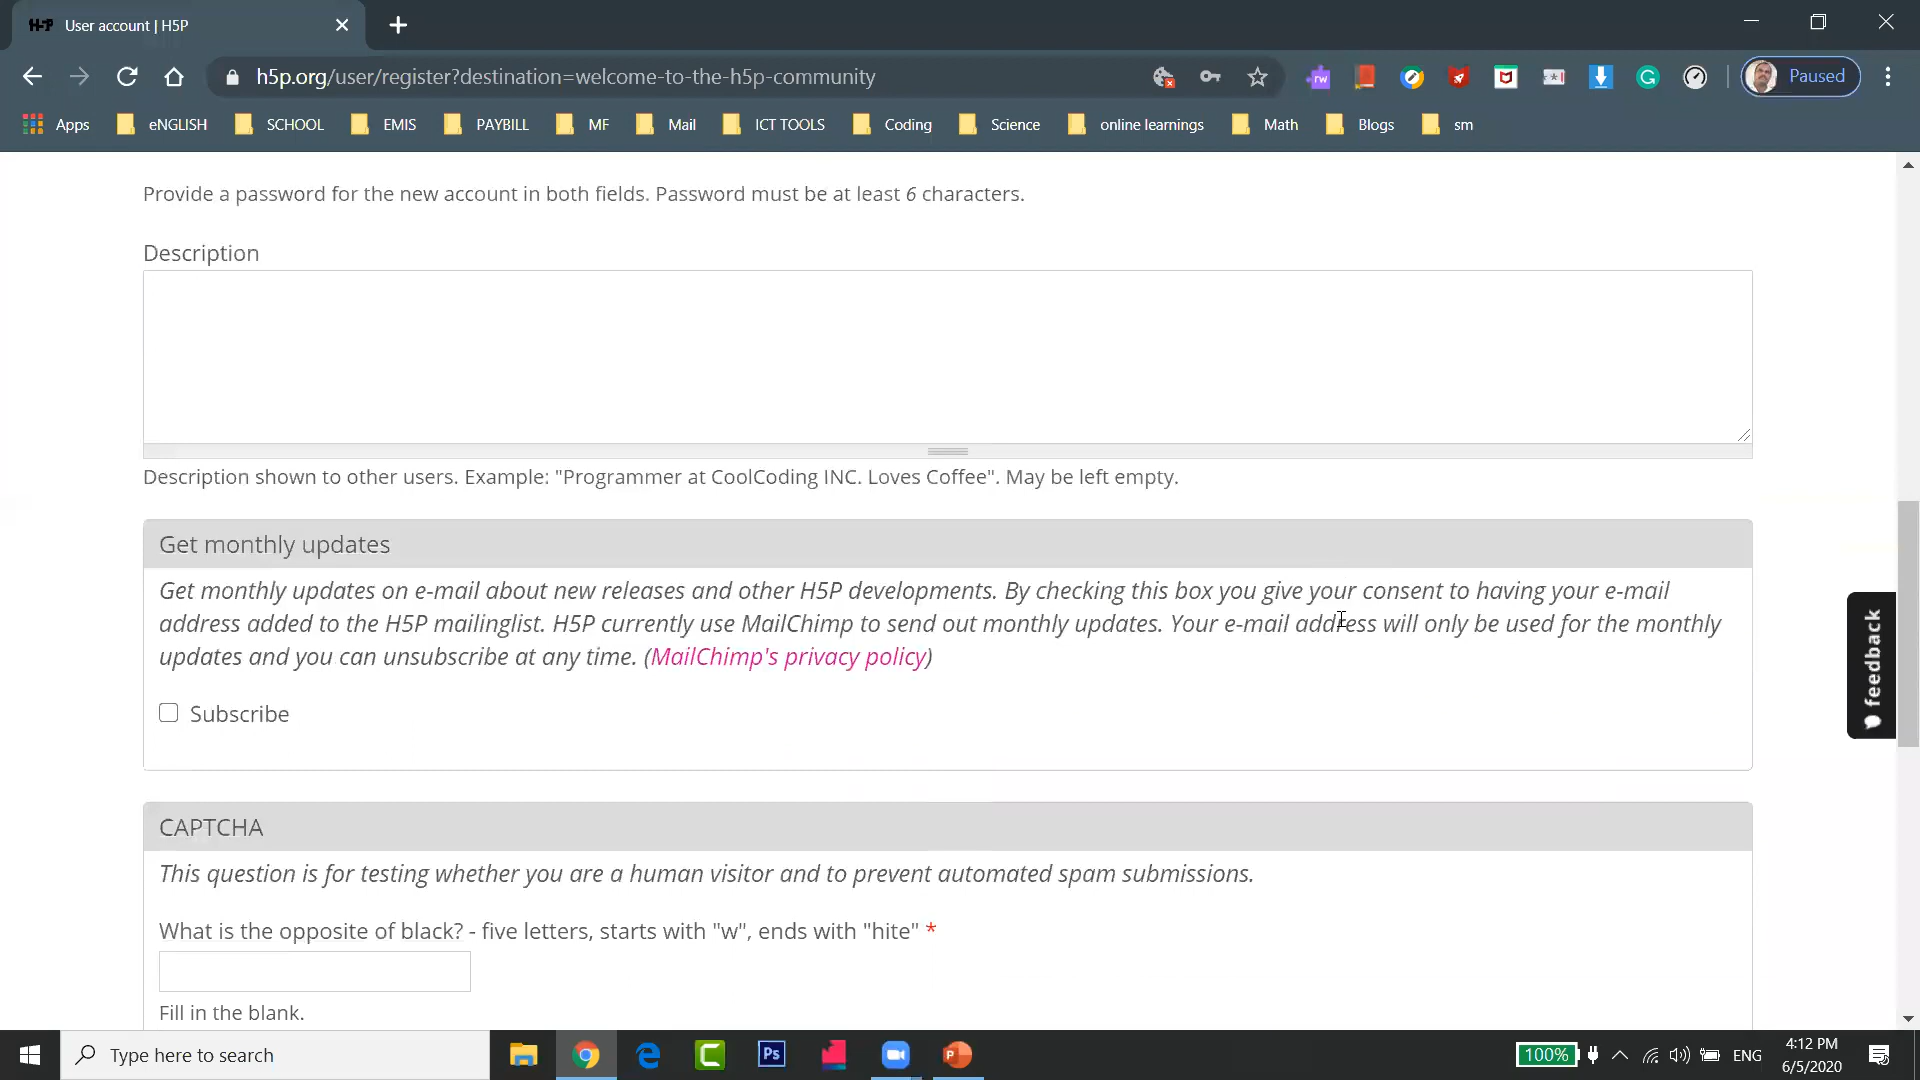 H5P User account | H5P
h5p.org/user/register?destination=welcome-to-the-h5p-community
rw
Paused
Apps eNGLISH SCHOOL EMIS PAYBILL MF Mail ICT TOOLS Coding Science online learnings Math Blogs sm
Provide a password for the new account in both fields. Password must be at least 6 characters.
Description
Description shown to other users. Example: "Programmer at CoolCoding INC. Loves Coffee". May be left empty.
Get monthly updates
Get monthly updates on e-mail about new releases and other H5P developments. By checking this box you give your consent to having your e-mail
address added to the H5P mailinglist. H5P currently use MailChimp to send out monthly updates. Your e-mail address will only be used for the monthly
updates and you can unsubscribe at any time. (MailChimp's privacy policy)
Subscribe
feedback
CAPTCHA
This question is for testing whether you are a human visitor and to prevent automated spam submissions.
What is the opposite of black? - five letters, starts with "w", ends with "hite" *
Fill in the blank.
Type here to search
Ps
100%
ENG
4:12 PM
6/5/2020